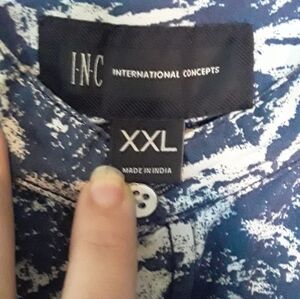 I·N·C INTERNATIONAL CONCEPTS
XXL
MADE IN INDIA